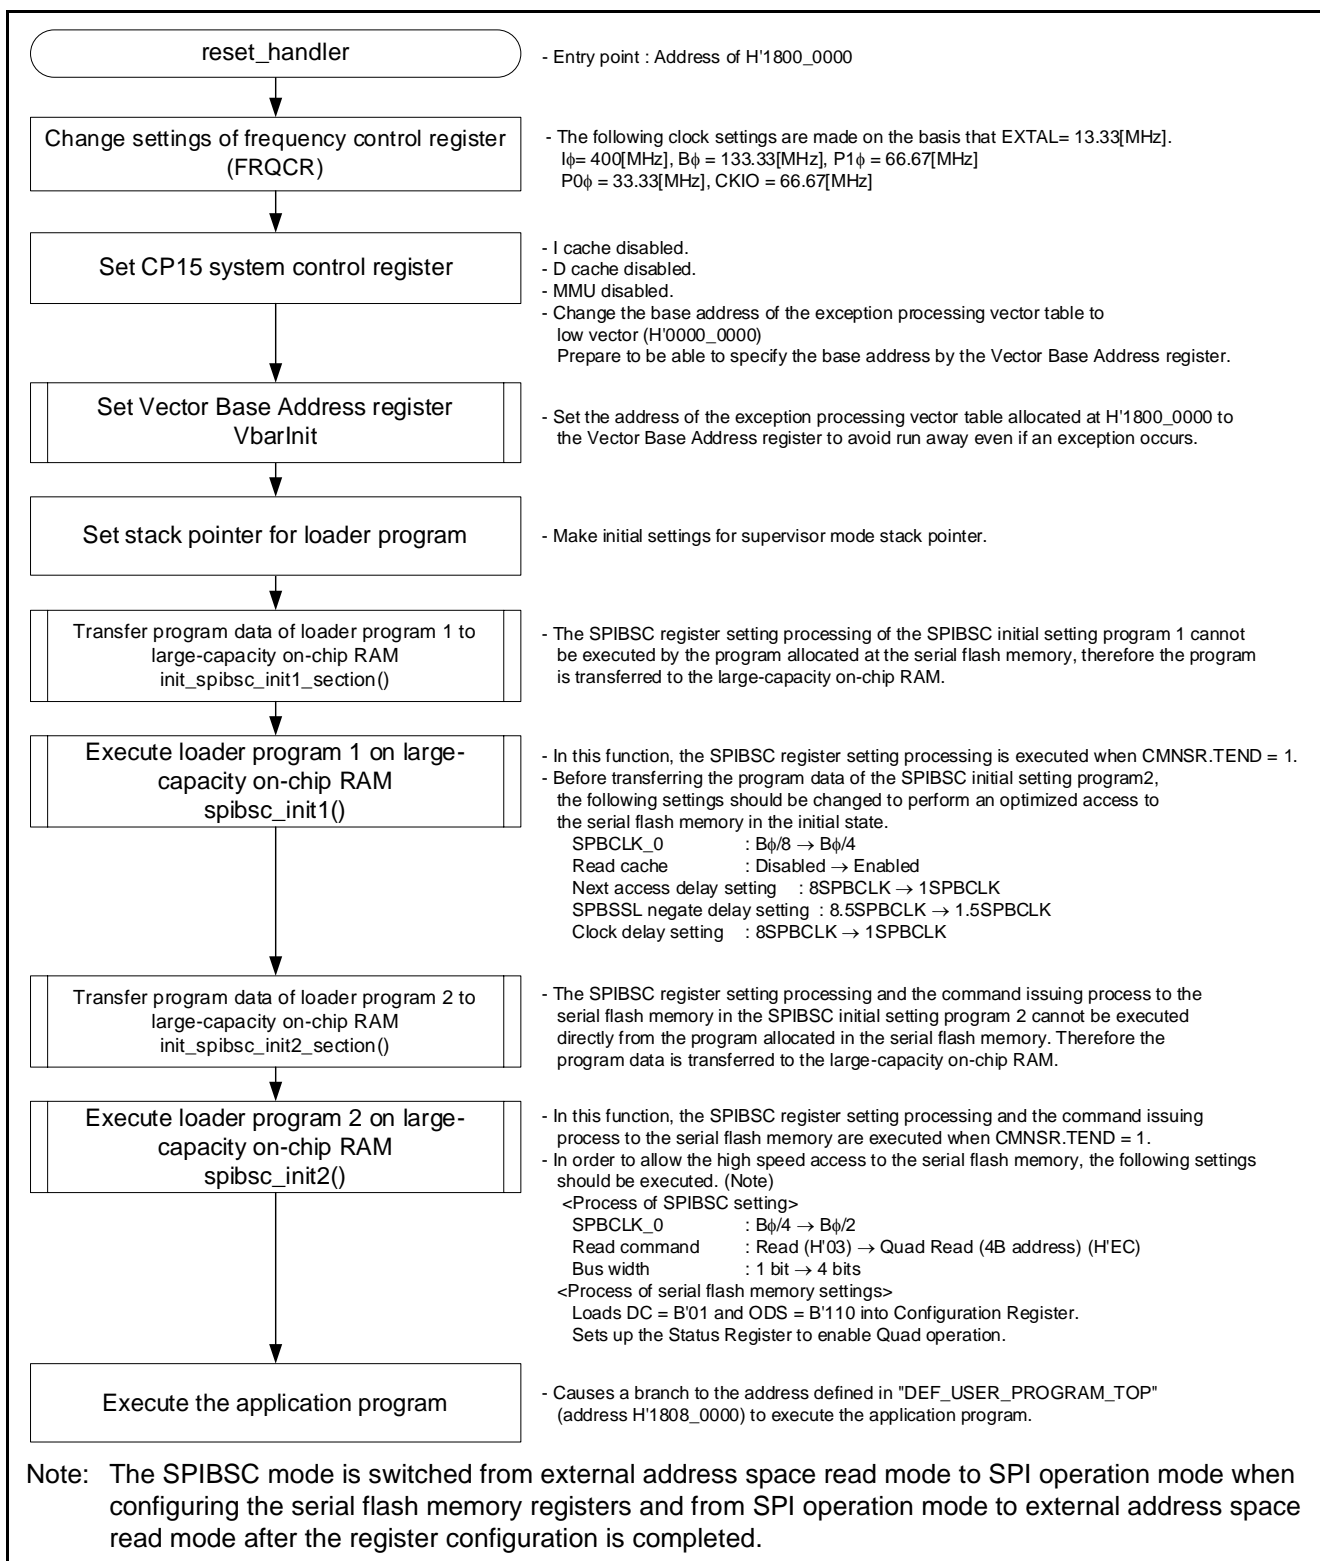 reset_handler
- Entry point : Address of H'1800_0000
Change settings of frequency control register
(FRQCR)
- The following clock settings are made on the basis that EXTAL= 13.33[MHz].
Iϕ= 400[MHz], Bϕ = 133.33[MHz], P1ϕ = 66.67[MHz]
P0ϕ = 33.33[MHz], CKIO = 66.67[MHz]
Set CP15 system control register
- I cache disabled.
- D cache disabled.
- MMU disabled.
- Change the base address of the exception processing vector table to
low vector (H'0000_0000)
Prepare to be able to specify the base address by the Vector Base Address register.
Set Vector Base Address register
VbarInit
- Set the address of the exception processing vector table allocated at H'1800_0000 to
the Vector Base Address register to avoid run away even if an exception occurs.
Set stack pointer for loader program
- Make initial settings for supervisor mode stack pointer.
Transfer program data of loader program 1 to
large-capacity on-chip RAM
init_spibsc_init1_section()
- The SPIBSC register setting processing of the SPIBSC initial setting program 1 cannot
be executed by the program allocated at the serial flash memory, therefore the program
is transferred to the large-capacity on-chip RAM.
Execute loader program 1 on large-
capacity on-chip RAM
spibsc_init1()
- In this function, the SPIBSC register setting processing is executed when CMNSR.TEND = 1.
- Before transferring the program data of the SPIBSC initial setting program2,
the following settings should be changed to perform an optimized access to
the serial flash memory in the initial state.
SPBCLK_0 : Bϕ/8 → Bϕ/4
Read cache : Disabled → Enabled
Next access delay setting : 8SPBCLK → 1SPBCLK
SPBSSL negate delay setting : 8.5SPBCLK → 1.5SPBCLK
Clock delay setting : 8SPBCLK → 1SPBCLK
Transfer program data of loader program 2 to
large-capacity on-chip RAM
init_spibsc_init2_section()
- The SPIBSC register setting processing and the command issuing process to the
serial flash memory in the SPIBSC initial setting program 2 cannot be executed
directly from the program allocated in the serial flash memory. Therefore the
program data is transferred to the large-capacity on-chip RAM.
Execute loader program 2 on large-
capacity on-chip RAM
spibsc_init2()
- In this function, the SPIBSC register setting processing and the command issuing
process to the serial flash memory are executed when CMNSR.TEND = 1.
- In order to allow the high speed access to the serial flash memory, the following settings
should be executed. (Note)
<Process of SPIBSC setting>
SPBCLK_0 : Bϕ/4 → Bϕ/2
Read command : Read (H'03) → Quad Read (4B address) (H'EC)
Bus width : 1 bit → 4 bits
<Process of serial flash memory settings>
Loads DC = B'01 and ODS = B'110 into Configuration Register.
Sets up the Status Register to enable Quad operation.
Execute the application program
- Causes a branch to the address defined in "DEF_USER_PROGRAM_TOP"
(address H'1808_0000) to execute the application program.
Note: The SPIBSC mode is switched from external address space read mode to SPI operation mode when
configuring the serial flash memory registers and from SPI operation mode to external address space
read mode after the register configuration is completed.